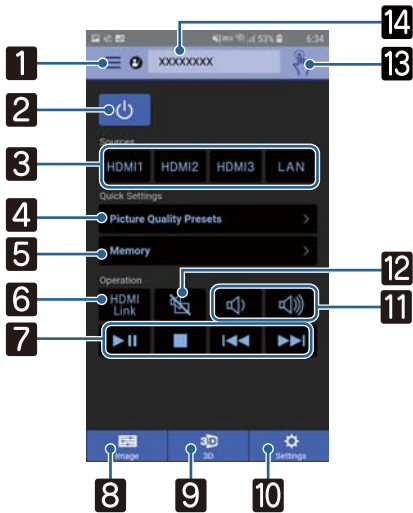 14
53% 6:34
1
XXXXXXXX
13
2
Sources
3
HDMI1 HDMI2 HDMI3 LAN
Quick Settings
4
Picture Quality Presets
5
Memory
12
Operation
6
HDMI
Link
11
7
Image 3D Settings
8 9 10